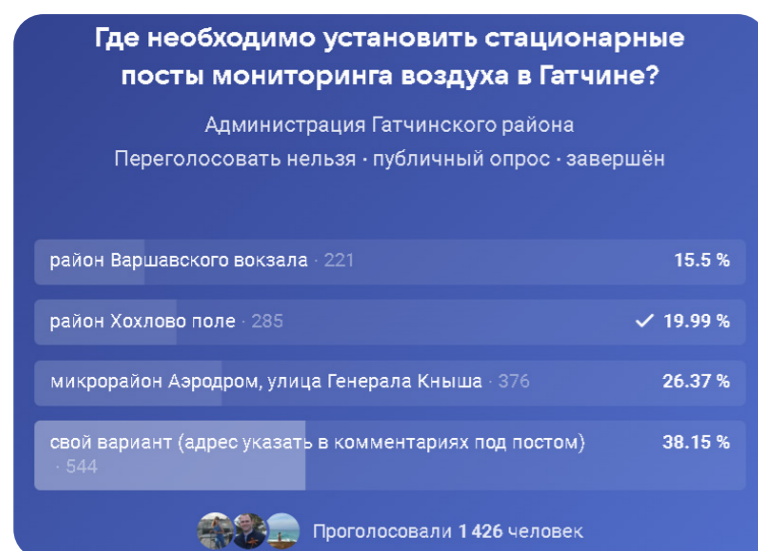 Где необходимо установить стационарные
посты мониторинга воздуха в Гатчине?
Администрация Гатчинского района
Переголосовать нельзя · публичный опрос · завершён
район Варшавского вокзала · 221 15.5 %
район Хохлово поле · 285 19.99 %
микрорайон Аэродром, улица Генерала Кныша · 376 26.37 %
свой вариант (адрес указать в комментариях под постом) 38.15 %
· 544
Проголосовали 1 426 человек